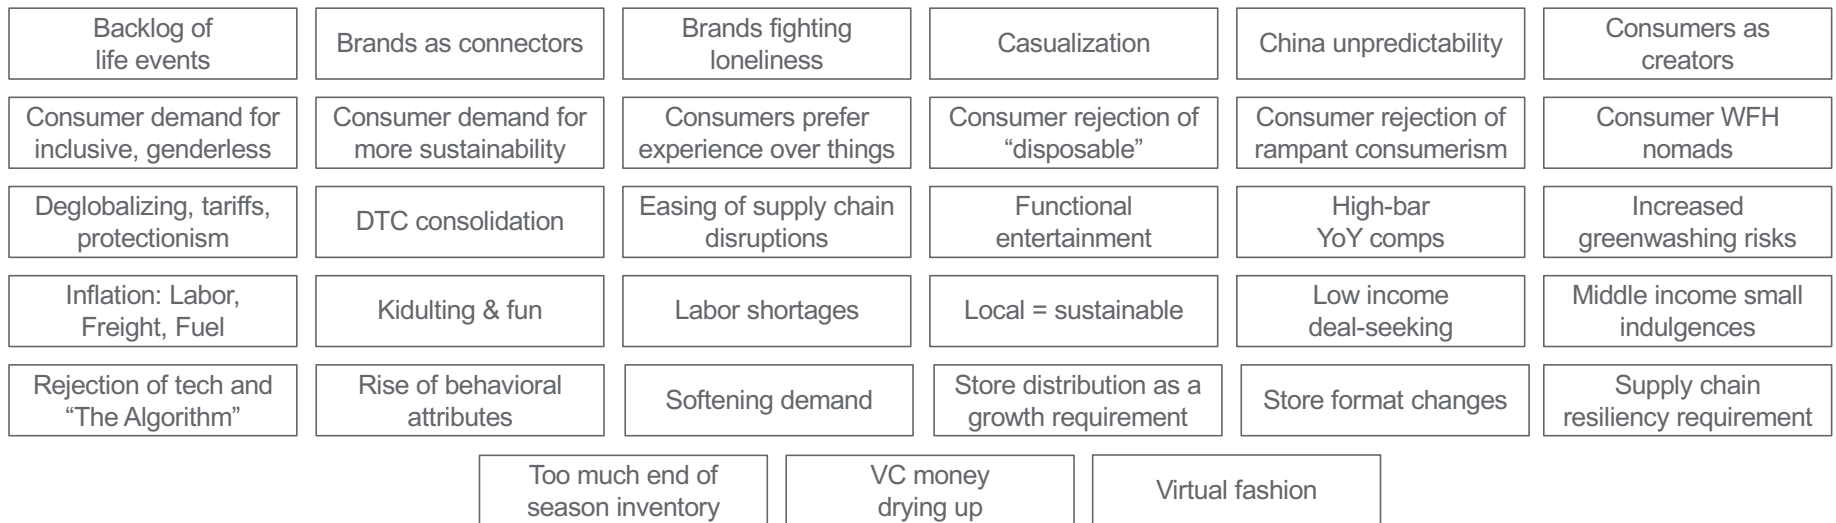 Backlog of
life events
Brands as connectors
Brands fighting
loneliness
Casualization
China unpredictability
Consumers as
creators
Consumer demand for
inclusive, genderless
Consumer demand for
more sustainability
Consumers prefer
experience over things
Consumer rejection of
“disposable”
Consumer rejection of
rampant consumerism
Consumer WFH
nomads
Deglobalizing, tariffs,
protectionism
DTC consolidation
Easing of supply chain
disruptions
Functional
entertainment
High-bar
YoY comps
Increased
greenwashing risks
Inflation: Labor,
Freight, Fuel
Kidulting & fun
Labor shortages
Local = sustainable
Low income
deal-seeking
Middle income small
indulgences
Rejection of tech and
“The Algorithm”
Rise of behavioral
attributes
Softening demand
Store distribution as a
growth requirement
Store format changes
Supply chain
resiliency requirement
Too much end of
season inventory
VC money
drying up
Virtual fashion